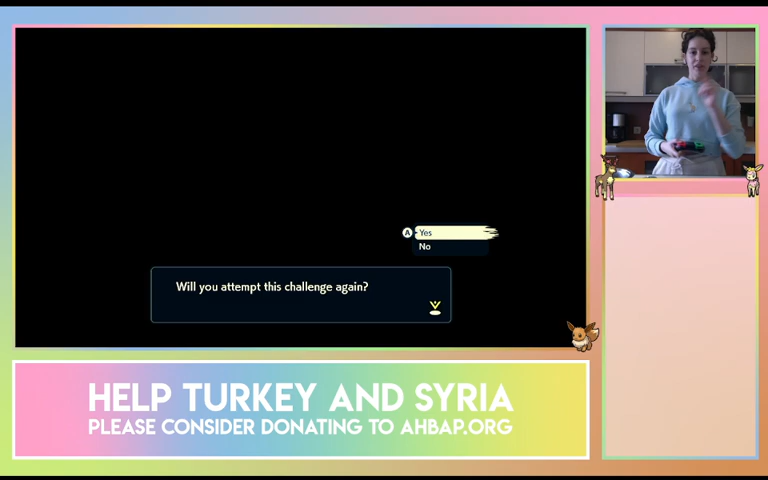 A Yes
No
Will you attempt this challenge again?
HELP TURKEY AND SYRIA
PLEASE CONSIDER DONATING TO AHBAP.ORG